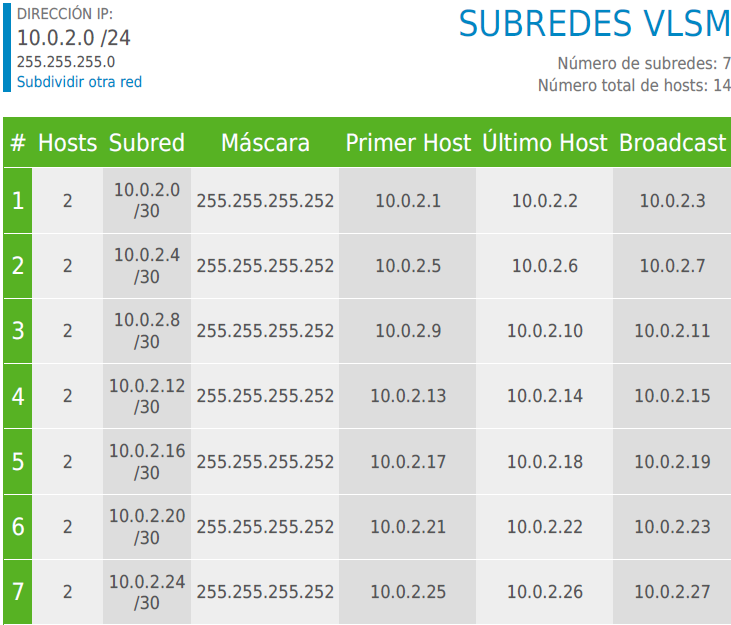 DIRECCIÓN IP:
10.0.2.0 /24
255.255.255.0
Subdividir otra red
SUBREDES VLSM
Número de subredes: 7
Número total de hosts: 14
# Hosts Subred Máscara Primer Host Último Host Broadcast
1 2 10.0.2.0 /30 255.255.255.252 10.0.2.1 10.0.2.2 10.0.2.3
2 2 10.0.2.4 /30 255.255.255.252 10.0.2.5 10.0.2.6 10.0.2.7
3 2 10.0.2.8 /30 255.255.255.252 10.0.2.9 10.0.2.10 10.0.2.11
4 2 10.0.2.12 /30 255.255.255.252 10.0.2.13 10.0.2.14 10.0.2.15
5 2 10.0.2.16 /30 255.255.255.252 10.0.2.17 10.0.2.18 10.0.2.19
6 2 10.0.2.20 /30 255.255.255.252 10.0.2.21 10.0.2.22 10.0.2.23
7 2 10.0.2.24 /30 255.255.255.252 10.0.2.25 10.0.2.26 10.0.2.27